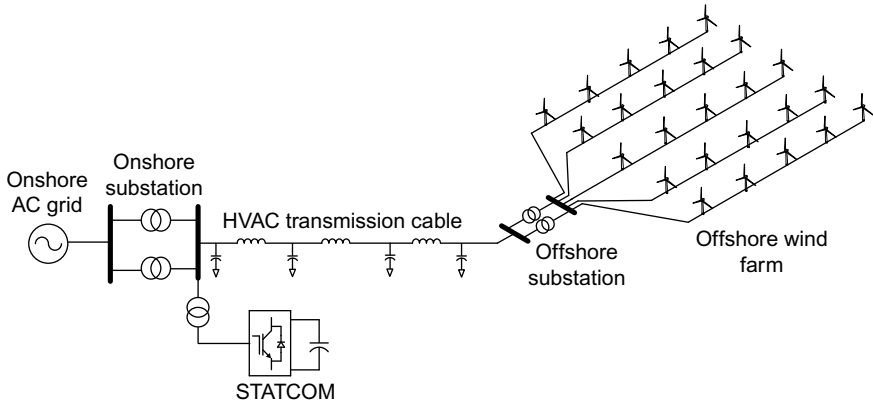 Onshore
AC grid
Onshore
substation
HVAC transmission cable
STATCOM
Offshore
substation
Offshore wind
farm